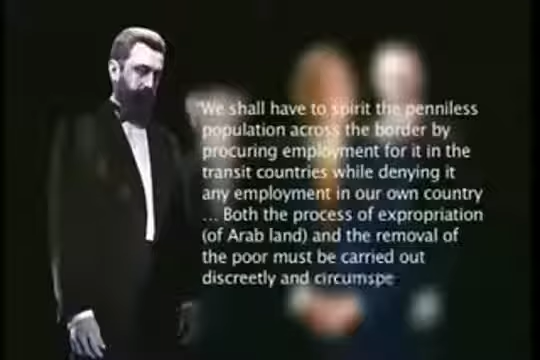 "We shall have to spirit the penniless
population across the border by
procuring employment for it in the
transit countries while denying it
any employment in our own country
... Both the process of expropriation
(of Arab land) and the removal of
the poor must be carried out
discreetly and circumspe